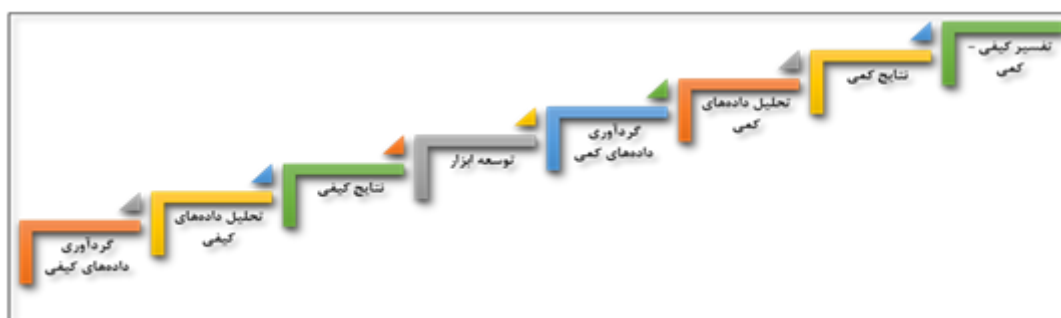 گردآوری
داده‌های کیفی
تحلیل داده‌های
کیفی
نتایج کیفی
توسعه ابزار
گردآوری
داده‌های کمی
تحلیل داده‌های
کمی
نتایج کمی
تفسیر کیفی -
کمی